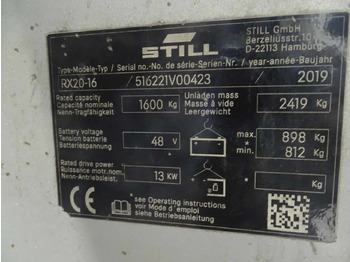 STILL
STILL GmbH
Berzeliusstr. 10
D-22113 Hamburg
Type-Modèle-Typ / Serial no.-No. de série-Serien-Nr. / year-année-Baujahr
RX20-16 / 516221V00423 / 2019
Rated capacity
Capacité nominale
Nenn-Tragfähigkeit
1600 Kg
Unladen mass
Masse à vide
Leergewicht
2419 Kg
Battery voltage
Tension batterie
Batteriespannung
48 V
max. 898 Kg
min. 812 Kg
*
Rated drive power
Puissance motr. nom.
Nenn-Antriebsleist.
13 KW
Kg
CE
* see Operating instructions
voir Mode d'emploi
siehe Betriebsanleitung